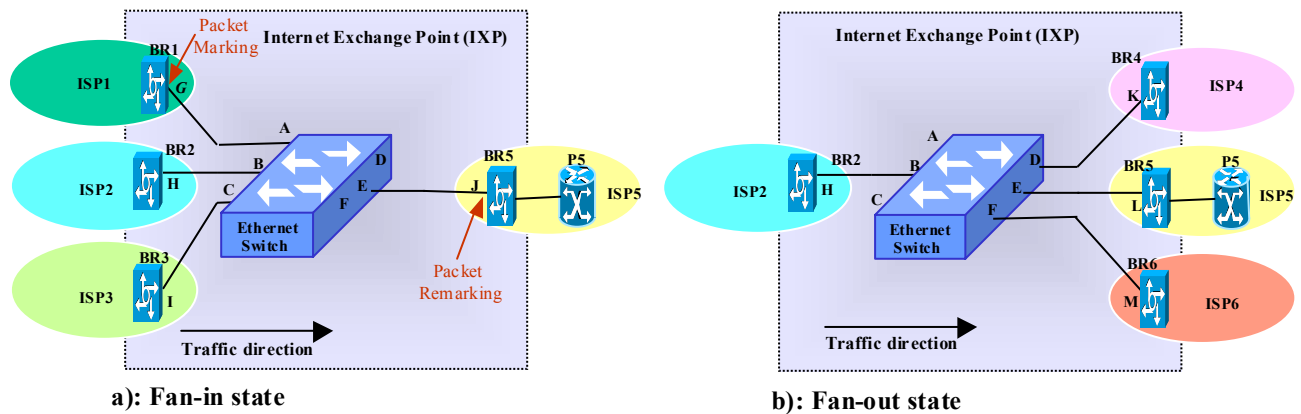 Packet
Marking
Internet Exchange Point (IXP)
BR1
ISP1
G
A
BR2
B
D
ISP2
H
C
E
BR5
P5
J
F
ISP5
Ethernet
Switch
BR3
ISP3
I
Packet
Remarking
Traffic direction
a): Fan-in state
Internet Exchange Point (IXP)
BR4
K
ISP4
A
BR2
B
D
ISP2
H
C
E
BR5
P5
L
F
ISP5
Ethernet
Switch
BR6
M
ISP6
Traffic direction
b): Fan-out state